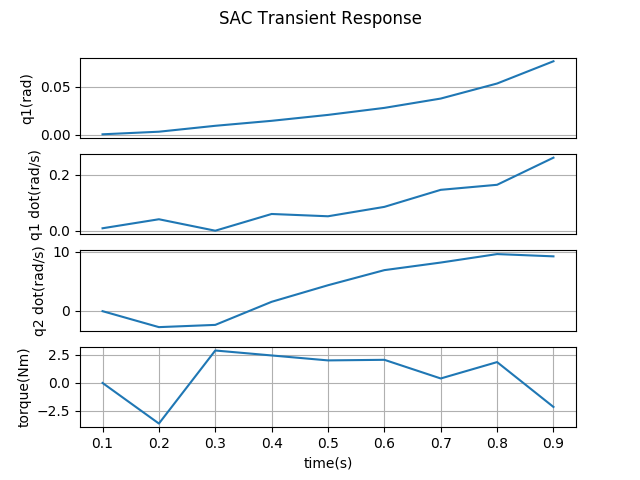 SAC Transient Response
q1(rad)
0.05
0.00
q1 dot(rad/s)
0.2
0.0
q2 dot(rad/s)
10
0
torque(Nm)
2.5
0.0
−2.5
0.1 0.2 0.3 0.4 0.5 0.6 0.7 0.8 0.9
time(s)